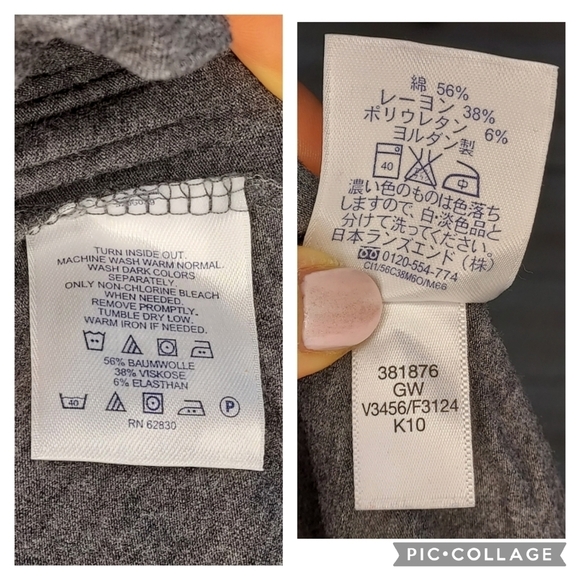 TURN INSIDE OUT
MACHINE WASH WARM NORMAL.
WASH DARK COLORS
SEPARATELY.
ONLY NON-CHLORINE BLEACH
WHEN NEEDED.
REMOVE PROMPTLY.
TUMBLE DRY LOW.
WARM IRON IF NEEDED.
56% BAUMWOLLE
38% VISKOSE
6% ELASTHAN
40
P
RN 62830
綿 56%
レーヨン 38%
ポリウレタン 6%
ヨルダン製
40
中
濃い色のものは色落ち
しますので、白・淡色品と
分けて洗ってください。
日本ランズエンド(株)
0120-554-774
C11/56C38M6O/M66
381876
GW
V3456/F3124
K10
PIC•COLLAGE